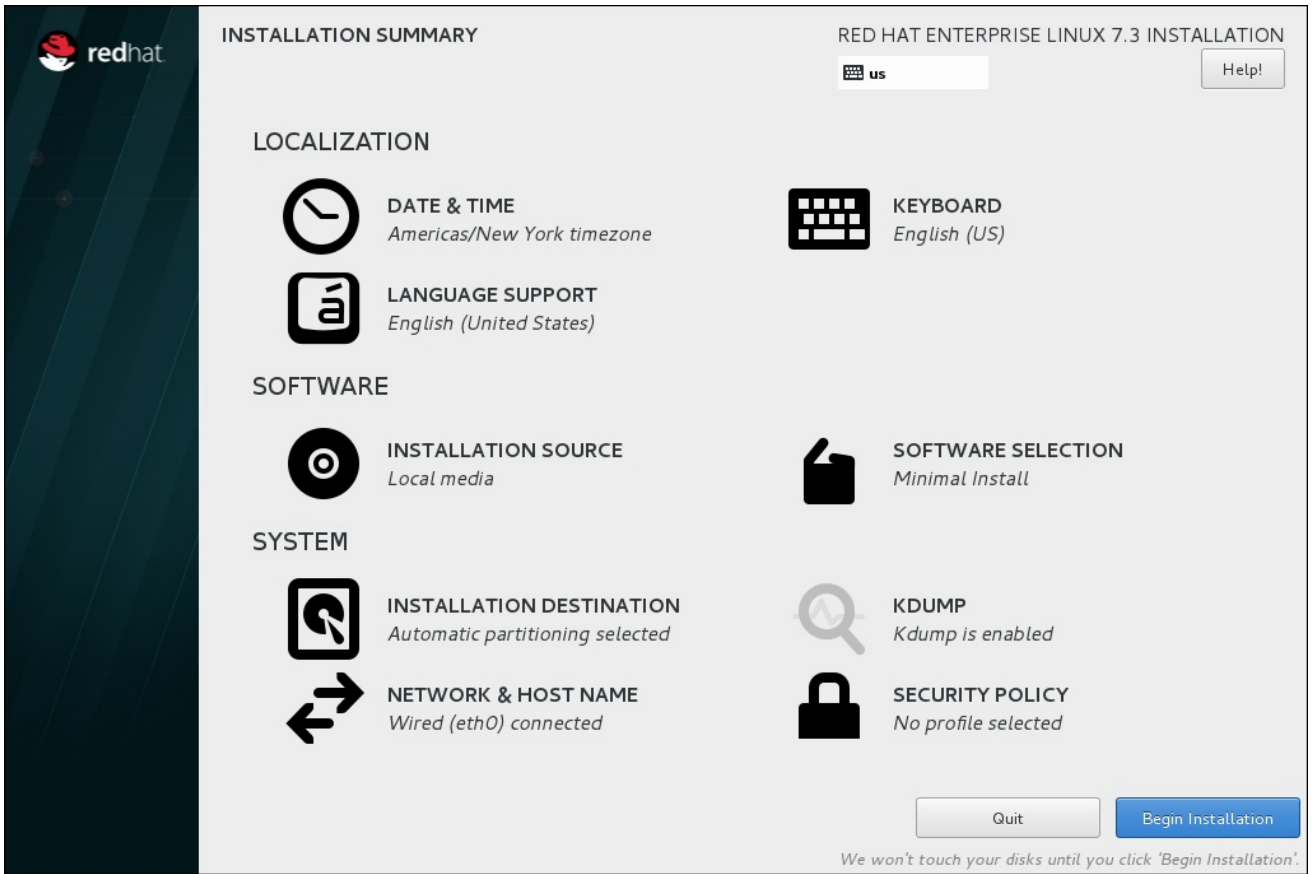 redhat
INSTALLATION SUMMARY
RED HAT ENTERPRISE LINUX 7.3 INSTALLATION
us
Help!
LOCALIZATION
DATE & TIME
Americas/New York timezone
KEYBOARD
English (US)
á
LANGUAGE SUPPORT
English (United States)
SOFTWARE
INSTALLATION SOURCE
Local media
SOFTWARE SELECTION
Minimal Install
SYSTEM
INSTALLATION DESTINATION
Automatic partitioning selected
KDUMP
Kdump is enabled
NETWORK & HOST NAME
Wired (eth0) connected
SECURITY POLICY
No profile selected
Quit
Begin Installation
We won't touch your disks until you click 'Begin Installation'.